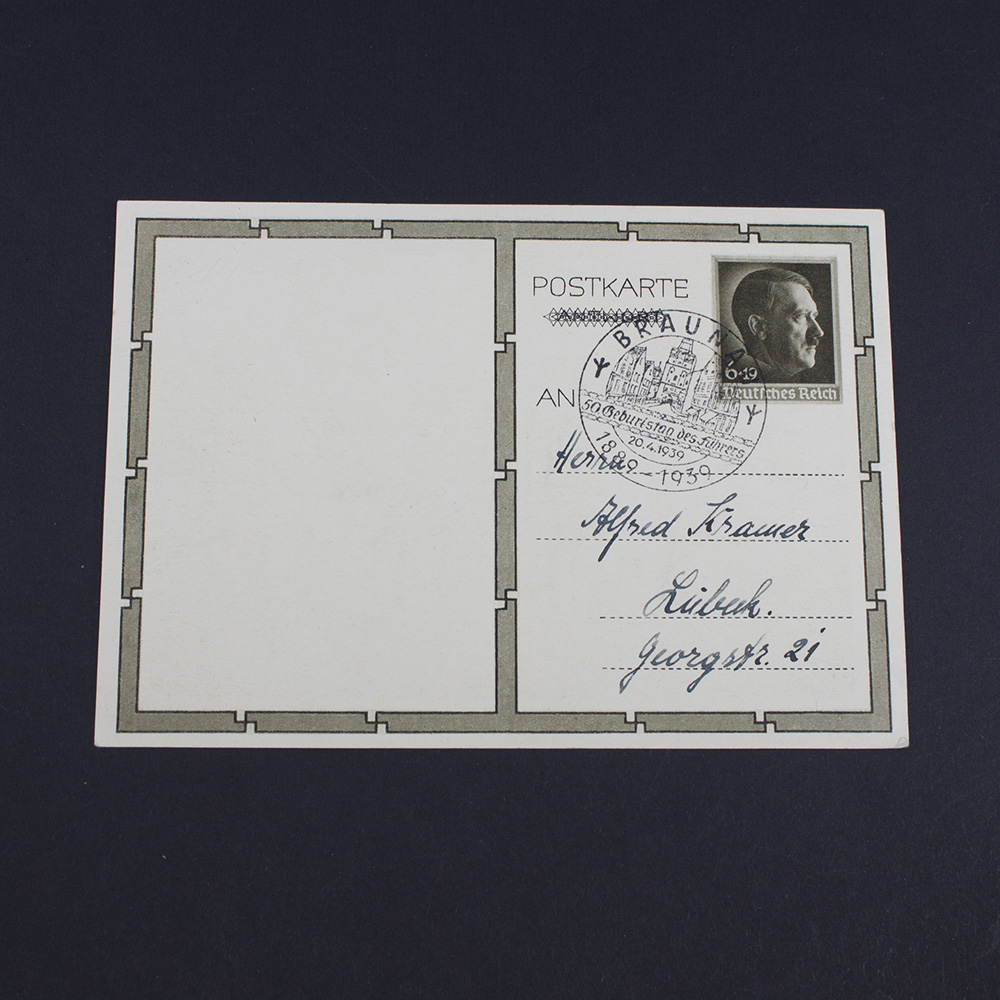 POSTKARTE
ANTWORT
BRAUNAU
6+19
Deutsches Reich
AN
50. Geburtstag des Führers
20.4.1939
1889-1939
Herrn
Alfred Kramer
Lübeck.
Georgstr. 21